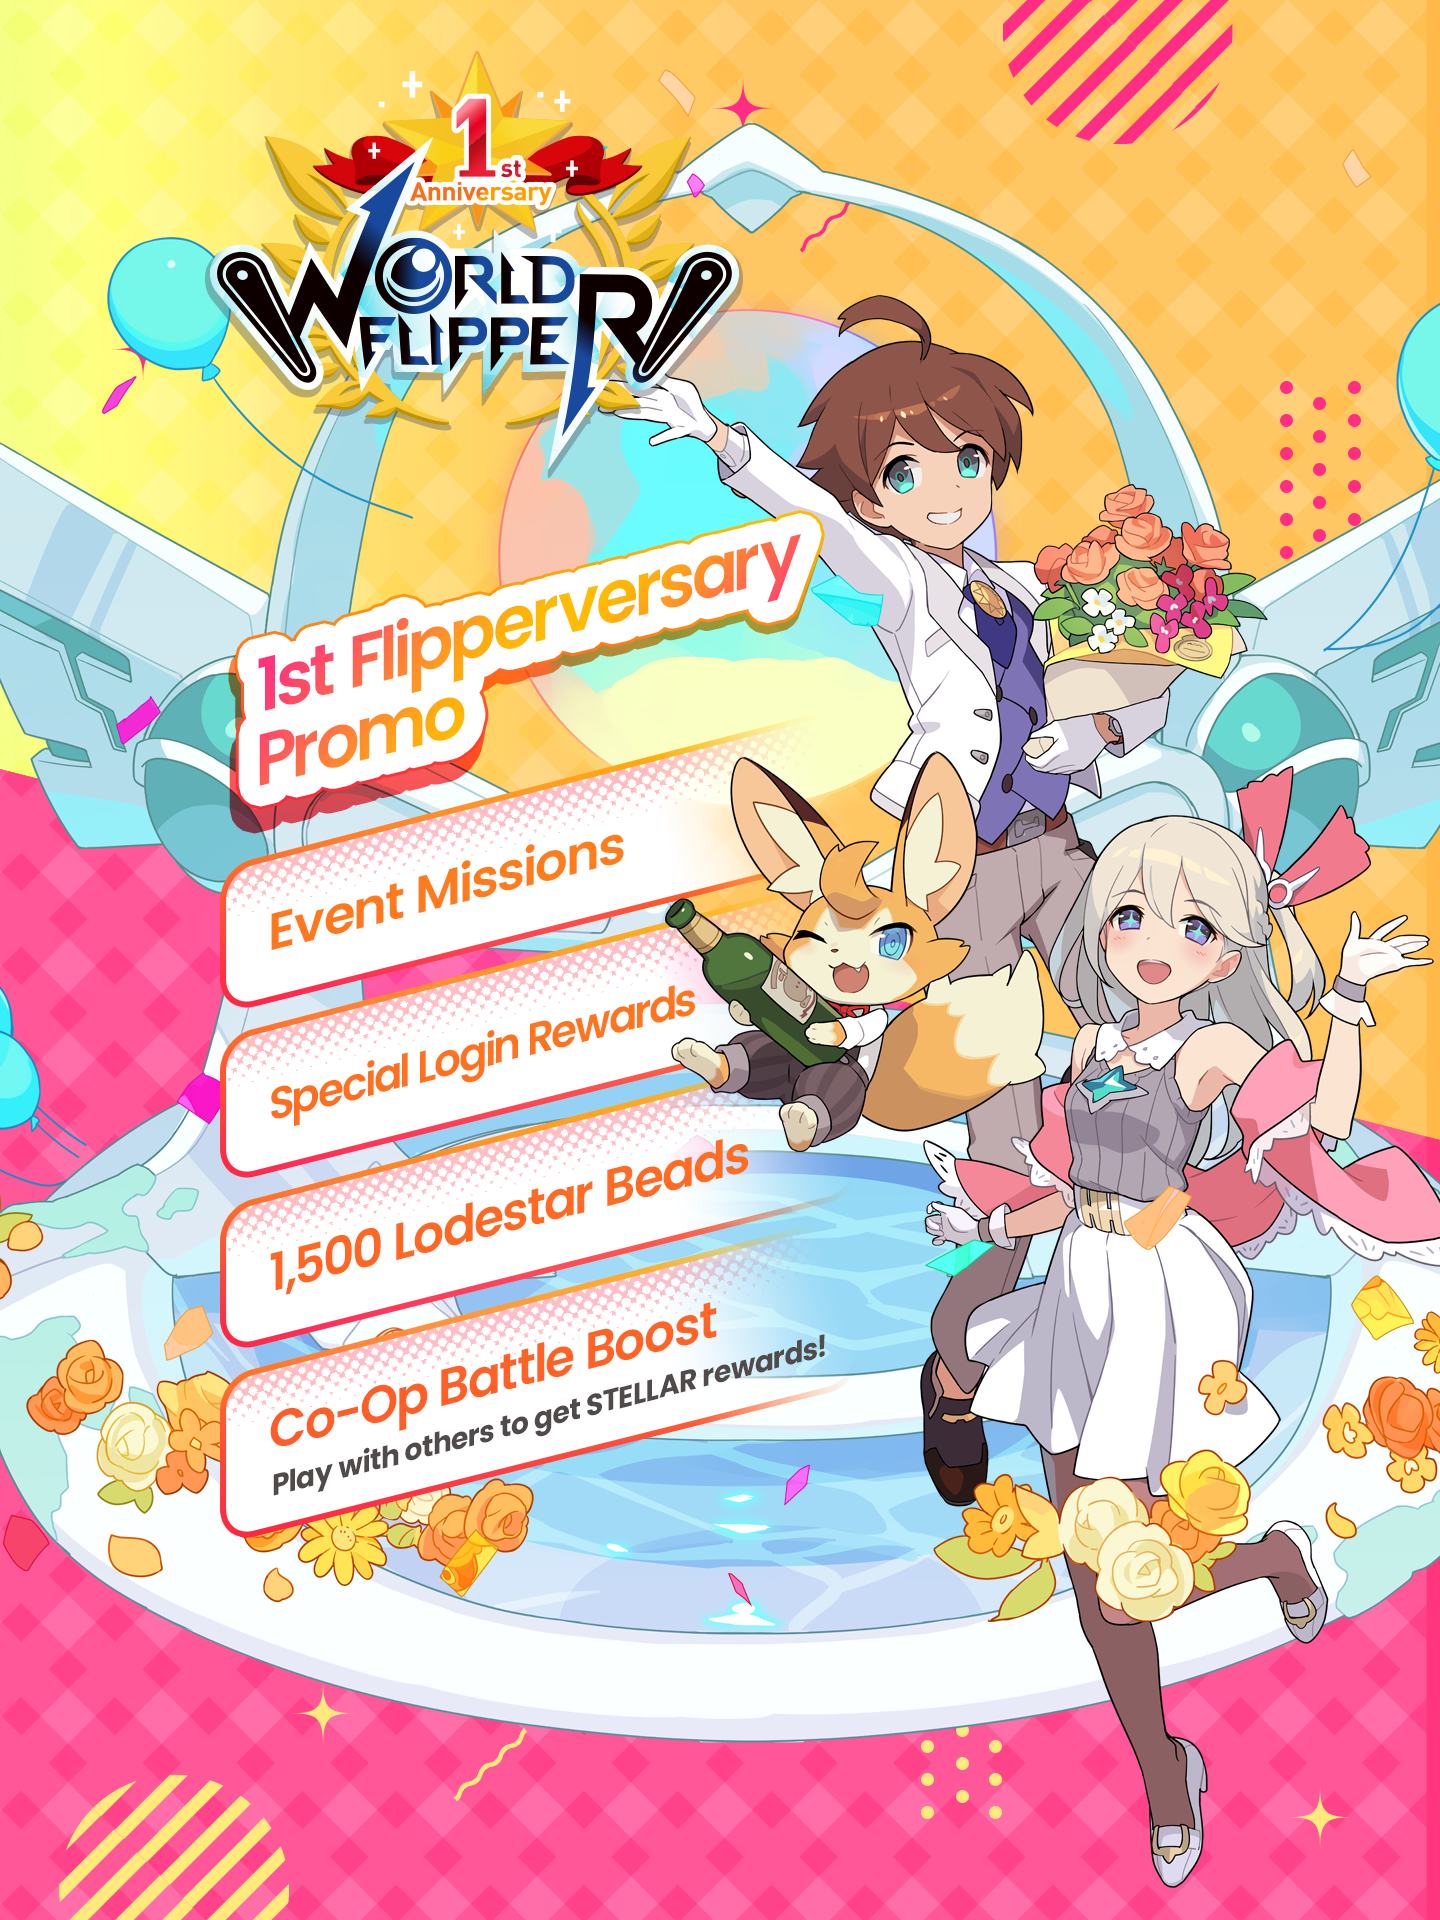 1st
Anniversary
WORLD
FLIPPER
1st Flipperversary
Promo
Event Missions
Special Login Rewards
1,500 Lodestar Beads
Co-Op Battle Boost
Play with others to get STELLAR rewards!